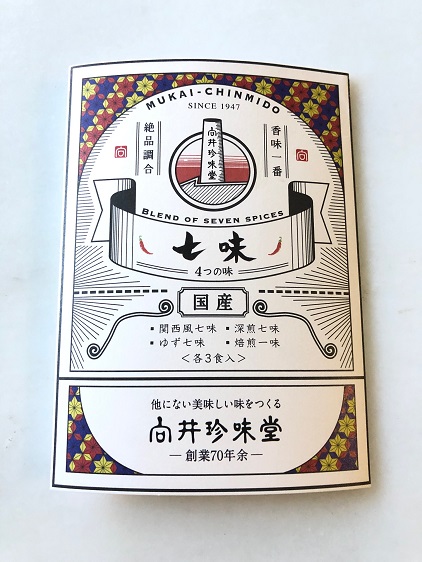 MUKAI-CHINMIDO
SINCE 1947
香味一番
向井珍味堂
絶品調合
向
向
BLEND OF SEVEN SPICES
七味
4つの味
国産
▪関西風七味 ▪深煎七味
▪ゆず七味 ▪焙煎一味
<各3食入>
他にない美味しい味をつくる
向井珍味堂
─創業70年余─